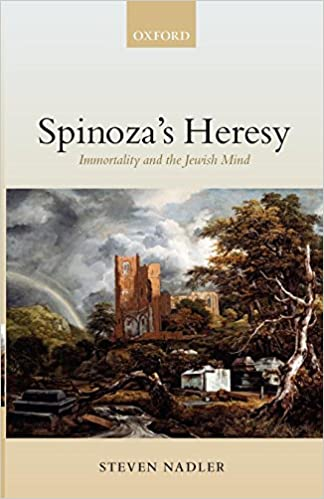 OXFORD
Spinoza's Heresy
Immortality and the Jewish Mind
STEVEN NADLER